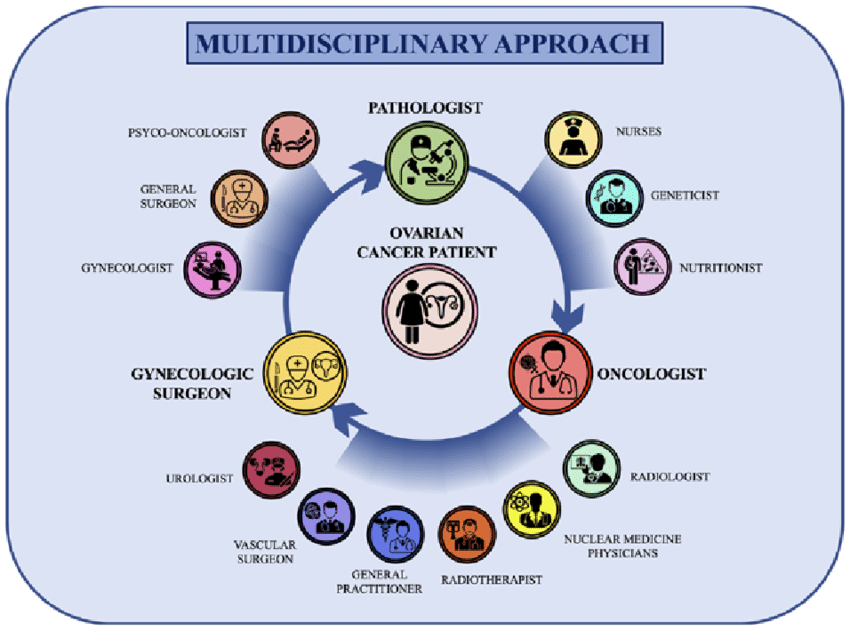 MULTIDISCIPLINARY APPROACH
PATHOLOGIST
PSYCO-ONCOLOGIST
NURSES
GENERAL
SURGEON
GENETICIST
OVARIAN
CANCER PATIENT
GYNECOLOGIST
NUTRITIONIST
GYNECOLOGIC
SURGEON
ONCOLOGIST
UROLOGIST
RADIOLOGIST
VASCULAR
SURGEON
NUCLEAR MEDICINE
PHYSICIANS
GENERAL
PRACTITIONER
RADIOTHERAPIST